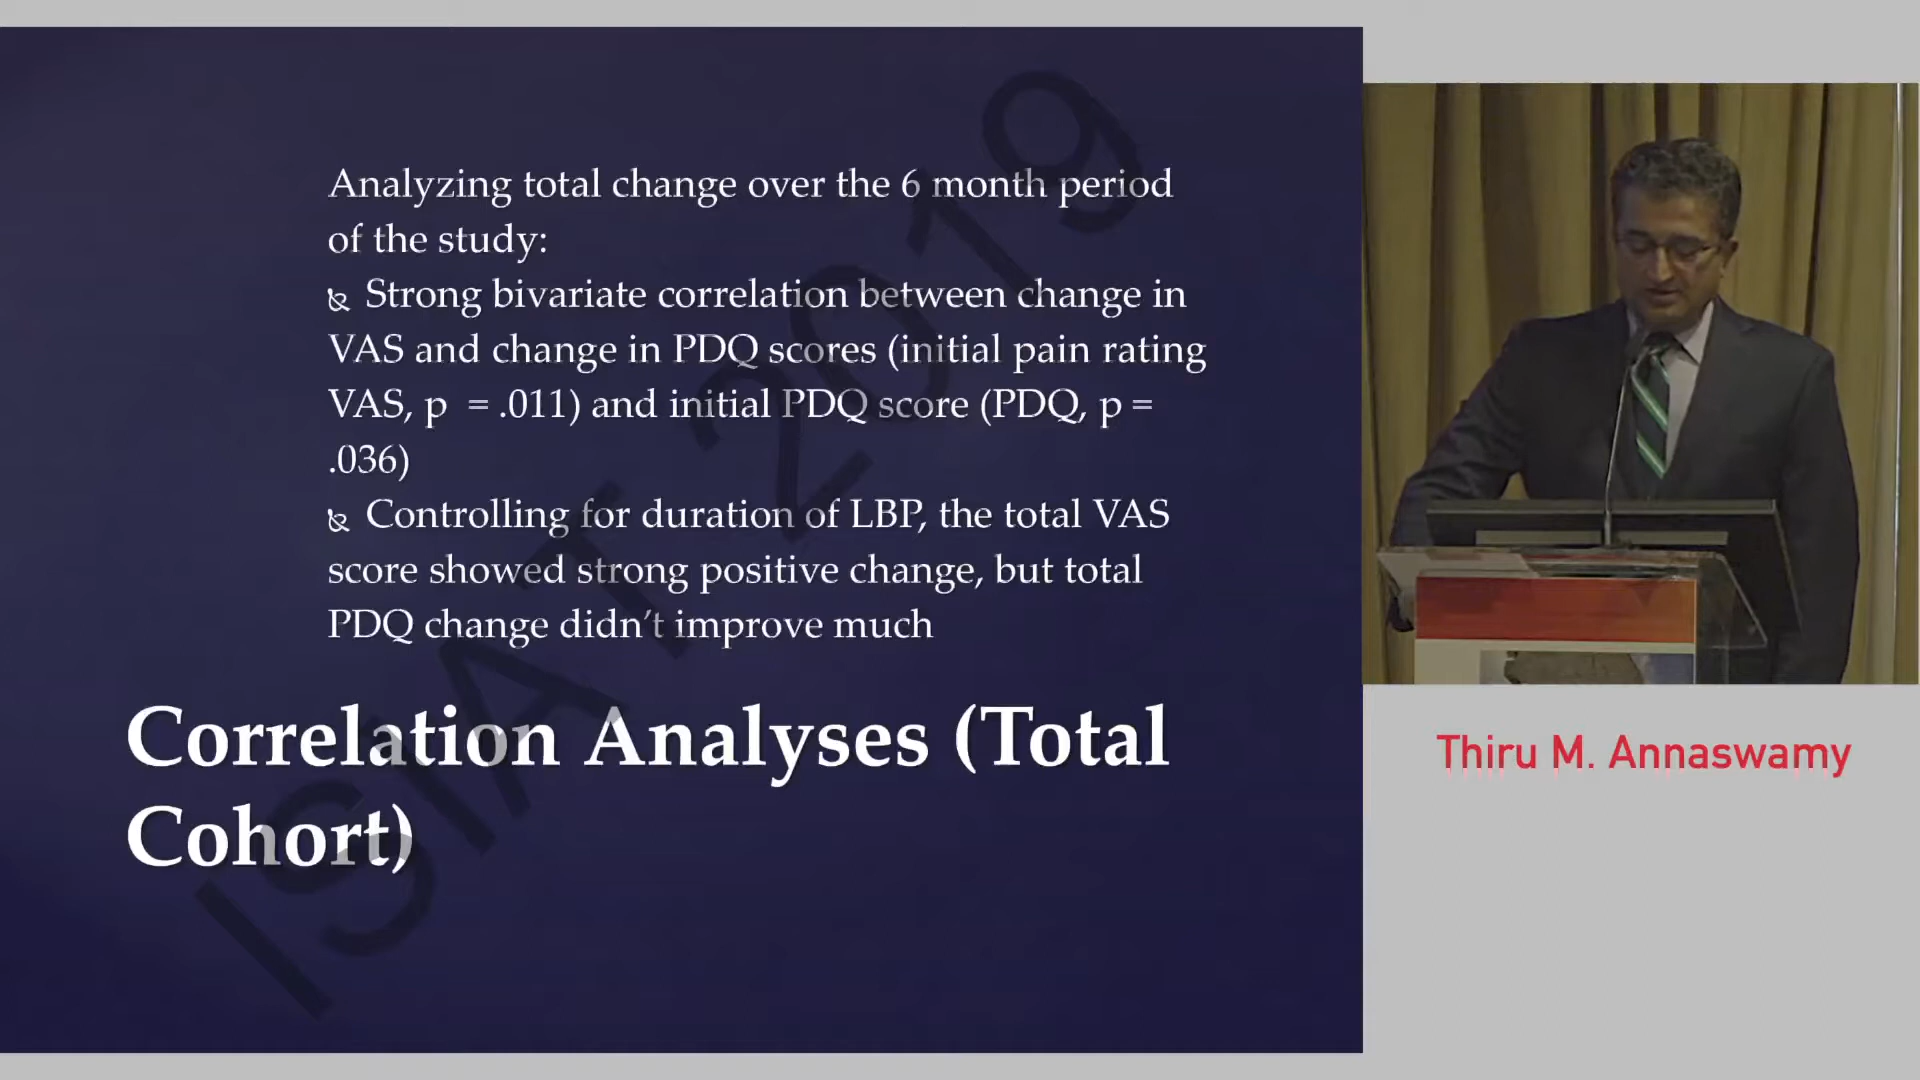 Analyzing total change over the 6 month period
of the study:
Strong bivariate correlation between change in
VAS and change in PDQ scores (initial pain rating
VAS, p = .011) and initial PDQ score (PDQ, p =
.036)
Controlling for duration of LBP, the total VAS
score showed strong positive change, but total
PDQ change didn't improve much
Correlation Analyses (Total
Cohort)
ISIAT 2019
Thiru M. Annaswamy